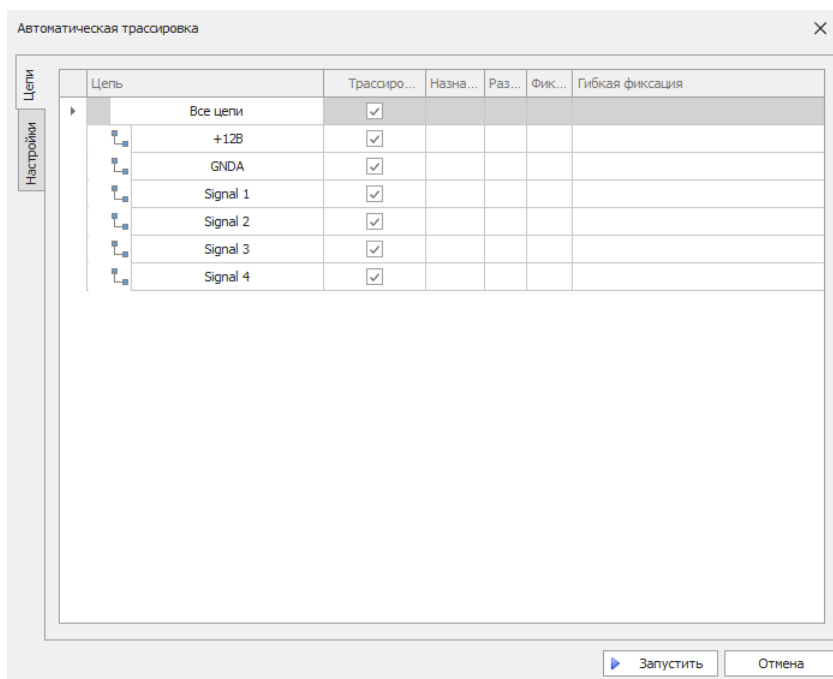 Автоматическая трассировка
Цепи
Настройки
Цепь Трассиро... Назна... Раз... Фик... Гибкая фиксация
Все цепи
+12В
GNDA
Signal 1
Signal 2
Signal 3
Signal 4
Запустить Отмена